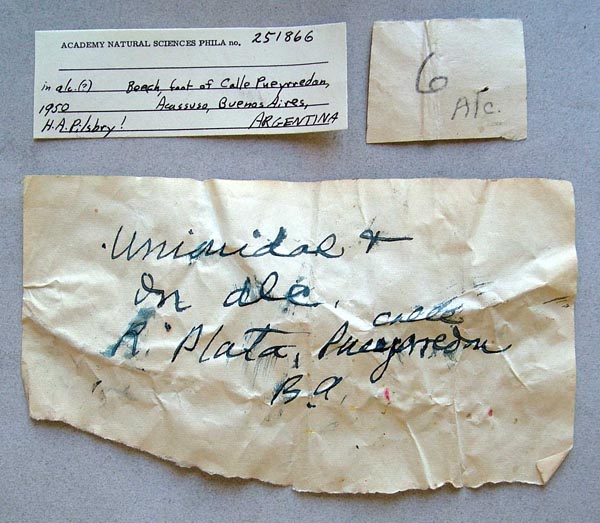 ACADEMY NATURAL SCIENCES PHILA no. 251866
in alc.(?) Beach, foot of Calle Pueyrredon,
1950 Acassuso, Buenos Aires,
H.A. Pilsbry! ARGENTINA
6
Alc.
Unionidae +
In alc.
calle
R. Plata, Pueyrredon
B.A.